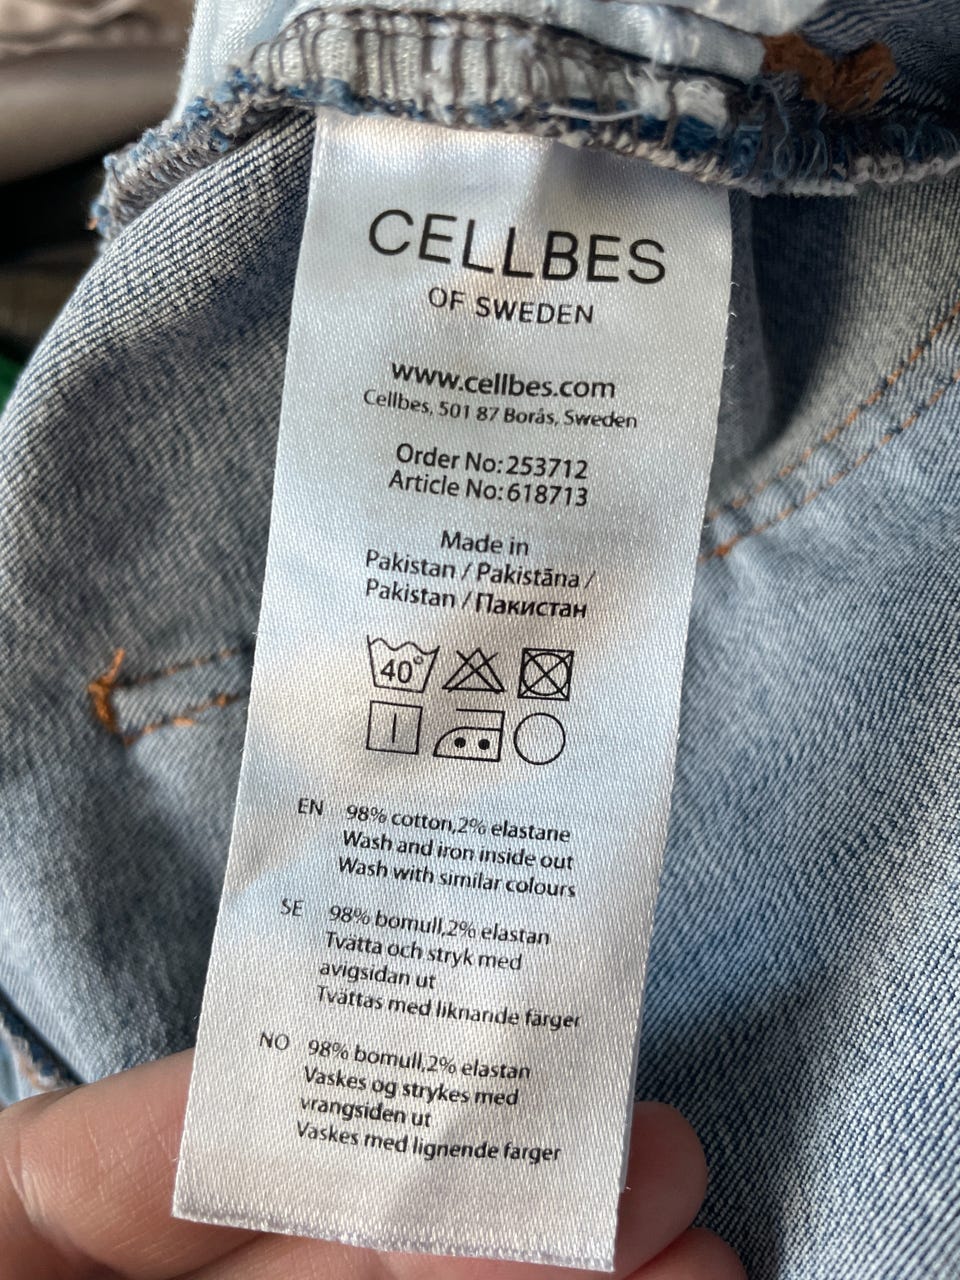 CELLBES
OF SWEDEN
www.cellbes.com
Cellbes, 501 87 Borås, Sweden
Order No:253712
Article No:618713
Made in
Pakistan / Pakistāna /
Pakistan / Пакистан
40°
EN 98% cotton,2% elastane
Wash and iron inside out
Wash with similar colours
SE 98% bomull,2% elastan
Tvätta och stryk med
avigsidan ut
Tvättas med liknande färger
NO 98% bomull,2% elastan
Vaskes og strykes med
vrangsiden ut
Vaskes med lignende farger